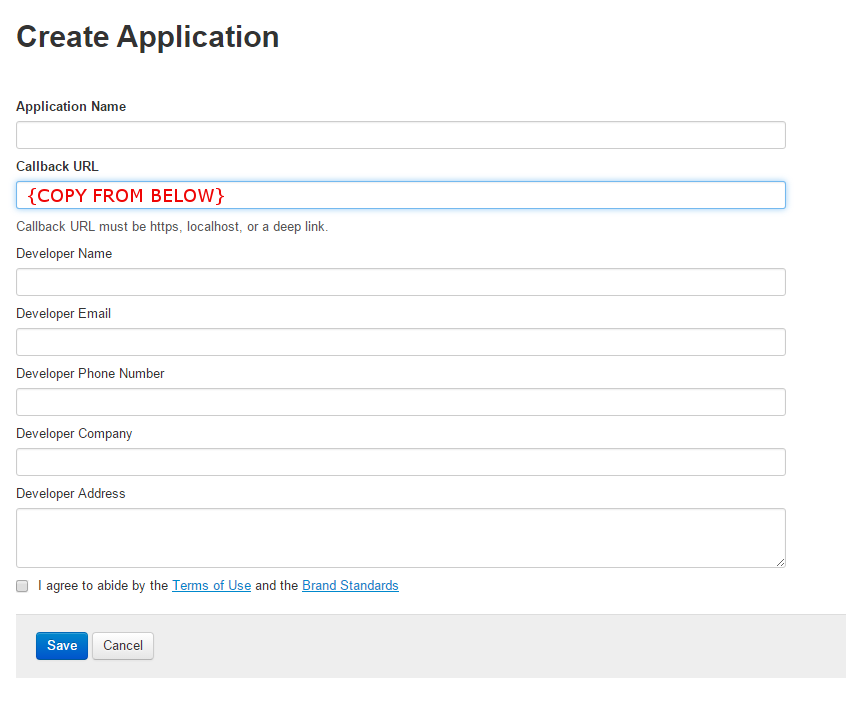 Create Application
Application Name
Callback URL
{COPY FROM BELOW}
Callback URL must be https, localhost, or a deep link.
Developer Name
Developer Email
Developer Phone Number
Developer Company
Developer Address
I agree to abide by the Terms of Use and the Brand Standards
Save Cancel